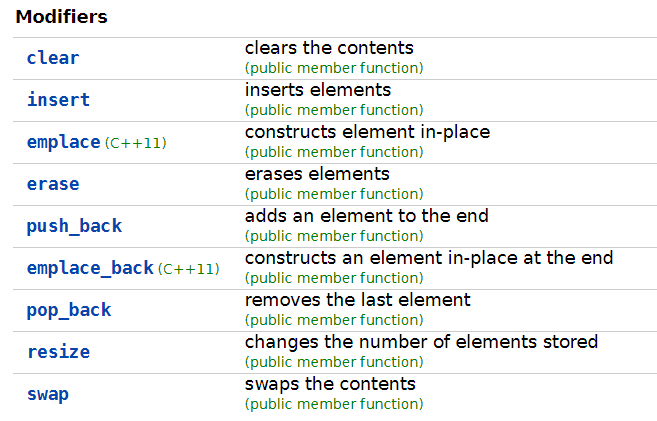 Modifiers
clear
clears the contents
(public member function)
insert
inserts elements
(public member function)
emplace (C++11)
constructs element in-place
(public member function)
erase
erases elements
(public member function)
push_back
adds an element to the end
(public member function)
emplace_back (C++11)
constructs an element in-place at the end
(public member function)
pop_back
removes the last element
(public member function)
resize
changes the number of elements stored
(public member function)
swap
swaps the contents
(public member function)